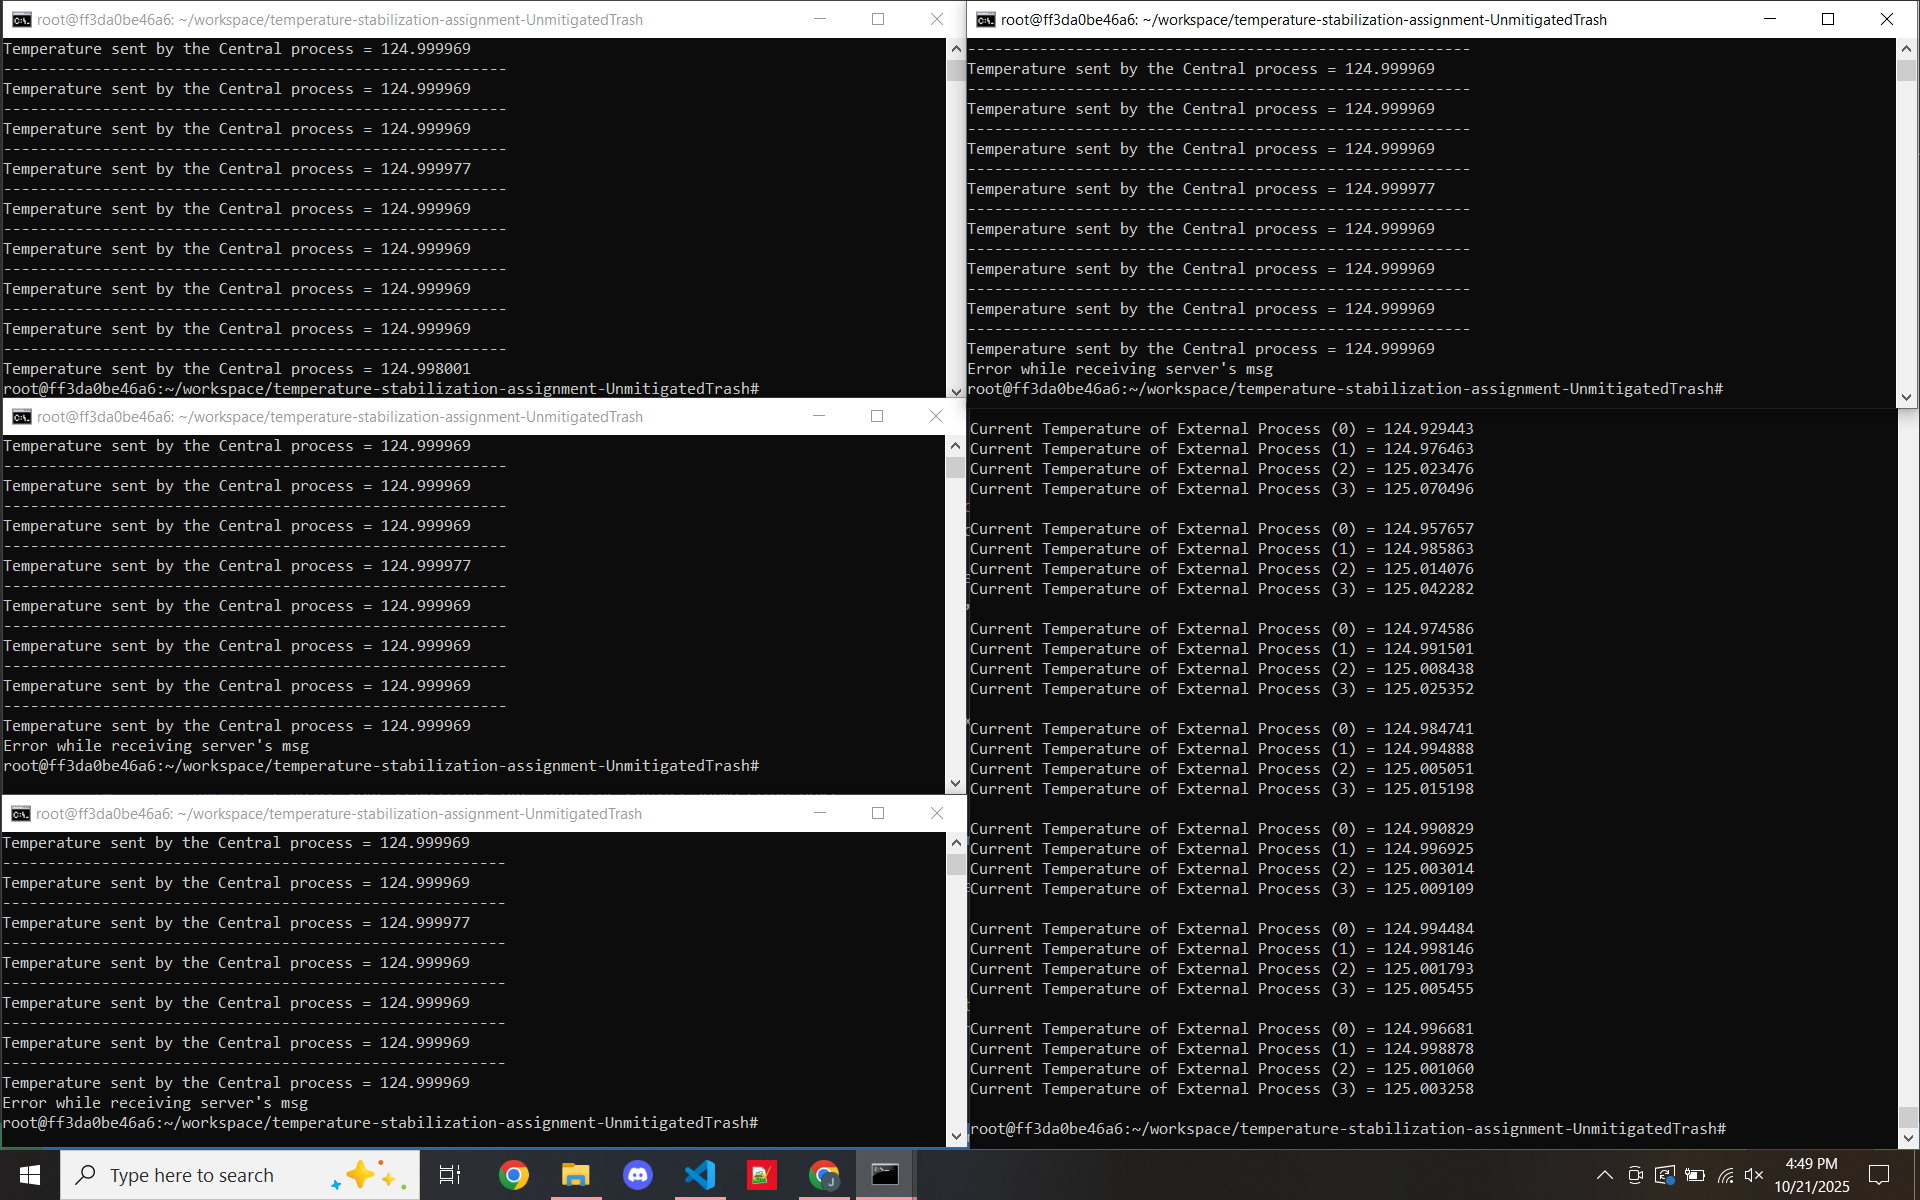 root@ff3da0be46a6: ~/workspace/temperature-stabilization-assignment-UnmitigatedTrash
Temperature sent by the Central process = 124.999969
--------------------------------------------------------
Temperature sent by the Central process = 124.999969
--------------------------------------------------------
Temperature sent by the Central process = 124.999969
--------------------------------------------------------
Temperature sent by the Central process = 124.999977
--------------------------------------------------------
Temperature sent by the Central process = 124.999969
--------------------------------------------------------
Temperature sent by the Central process = 124.999969
--------------------------------------------------------
Temperature sent by the Central process = 124.999969
--------------------------------------------------------
Temperature sent by the Central process = 124.999969
--------------------------------------------------------
Temperature sent by the Central process = 124.998001
root@ff3da0be46a6:~/workspace/temperature-stabilization-assignment-UnmitigatedTrash#
root@ff3da0be46a6: ~/workspace/temperature-stabilization-assignment-UnmitigatedTrash
Temperature sent by the Central process = 124.999969
--------------------------------------------------------
Temperature sent by the Central process = 124.999969
--------------------------------------------------------
Temperature sent by the Central process = 124.999969
--------------------------------------------------------
Temperature sent by the Central process = 124.999977
--------------------------------------------------------
Temperature sent by the Central process = 124.999969
--------------------------------------------------------
Temperature sent by the Central process = 124.999969
--------------------------------------------------------
Temperature sent by the Central process = 124.999969
--------------------------------------------------------
Temperature sent by the Central process = 124.999969
Error while receiving server's msg
root@ff3da0be46a6:~/workspace/temperature-stabilization-assignment-UnmitigatedTrash#
root@ff3da0be46a6: ~/workspace/temperature-stabilization-assignment-UnmitigatedTrash
Temperature sent by the Central process = 124.999969
--------------------------------------------------------
Temperature sent by the Central process = 124.999969
--------------------------------------------------------
Temperature sent by the Central process = 124.999977
--------------------------------------------------------
Temperature sent by the Central process = 124.999969
--------------------------------------------------------
Temperature sent by the Central process = 124.999969
--------------------------------------------------------
Temperature sent by the Central process = 124.999969
--------------------------------------------------------
Temperature sent by the Central process = 124.999969
Error while receiving server's msg
root@ff3da0be46a6:~/workspace/temperature-stabilization-assignment-UnmitigatedTrash#
root@ff3da0be46a6: ~/workspace/temperature-stabilization-assignment-UnmitigatedTrash
--------------------------------------------------------
Temperature sent by the Central process = 124.999969
--------------------------------------------------------
Temperature sent by the Central process = 124.999969
--------------------------------------------------------
Temperature sent by the Central process = 124.999969
--------------------------------------------------------
Temperature sent by the Central process = 124.999977
--------------------------------------------------------
Temperature sent by the Central process = 124.999969
--------------------------------------------------------
Temperature sent by the Central process = 124.999969
--------------------------------------------------------
Temperature sent by the Central process = 124.999969
--------------------------------------------------------
Temperature sent by the Central process = 124.999969
Error while receiving server's msg
root@ff3da0be46a6:~/workspace/temperature-stabilization-assignment-UnmitigatedTrash#
Current Temperature of External Process (0) = 124.929443
Current Temperature of External Process (1) = 124.976463
Current Temperature of External Process (2) = 125.023476
Current Temperature of External Process (3) = 125.070496
Current Temperature of External Process (0) = 124.957657
Current Temperature of External Process (1) = 124.985863
Current Temperature of External Process (2) = 125.014076
Current Temperature of External Process (3) = 125.042282
Current Temperature of External Process (0) = 124.974586
Current Temperature of External Process (1) = 124.991501
Current Temperature of External Process (2) = 125.008438
Current Temperature of External Process (3) = 125.025352
Current Temperature of External Process (0) = 124.984741
Current Temperature of External Process (1) = 124.994888
Current Temperature of External Process (2) = 125.005051
Current Temperature of External Process (3) = 125.015198
Current Temperature of External Process (0) = 124.990829
Current Temperature of External Process (1) = 124.996925
Current Temperature of External Process (2) = 125.003014
Current Temperature of External Process (3) = 125.009109
Current Temperature of External Process (0) = 124.994484
Current Temperature of External Process (1) = 124.998146
Current Temperature of External Process (2) = 125.001793
Current Temperature of External Process (3) = 125.005455
Current Temperature of External Process (0) = 124.996681
Current Temperature of External Process (1) = 124.998878
Current Temperature of External Process (2) = 125.001060
Current Temperature of External Process (3) = 125.003258
root@ff3da0be46a6:~/workspace/temperature-stabilization-assignment-UnmitigatedTrash#
Type here to search
4:49 PM
10/21/2025